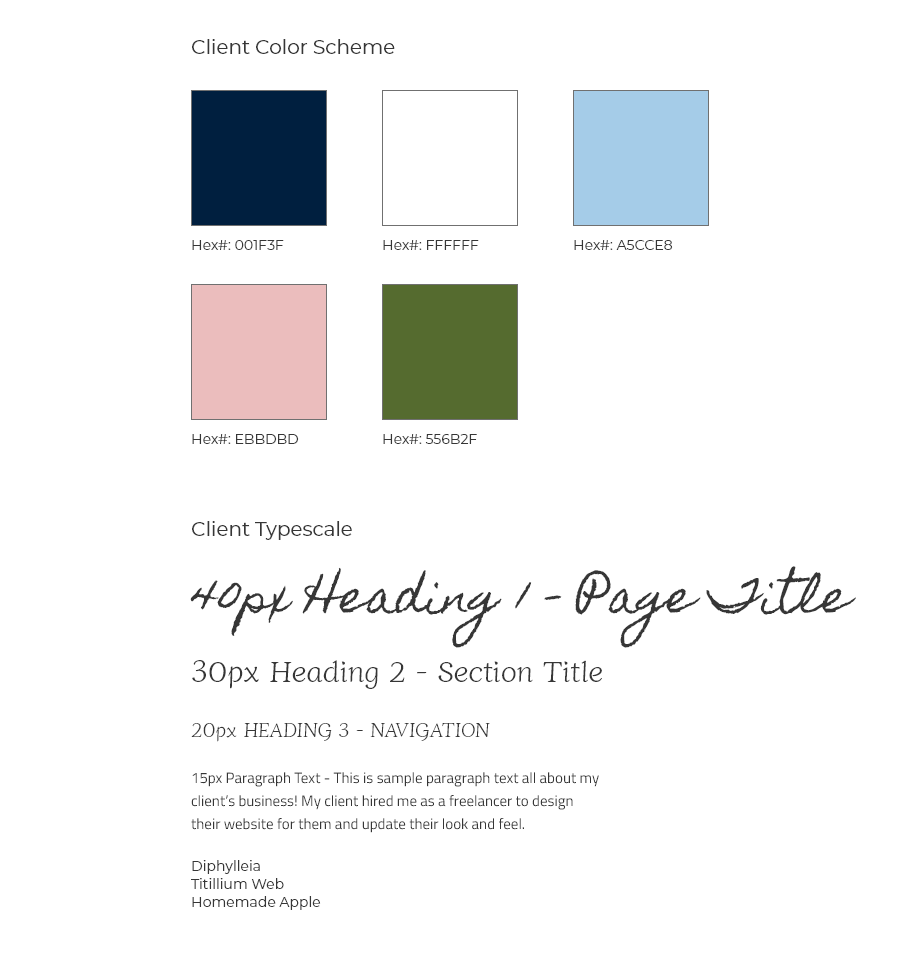 Client Color Scheme
Hex#: 001F3F
Hex#: FFFFFF
Hex#: A5CCE8
Hex#: EBBDBD
Hex#: 556B2F
Client Typescale
40px Heading 1 - Page Title
30px Heading 2 - Section Title
20px HEADING 3 - NAVIGATION
15px Paragraph Text - This is sample paragraph text all about my
client's business! My client hired me as a freelancer to design
their website for them and update their look and feel.
Diphylleia
Titillium Web
Homemade Apple